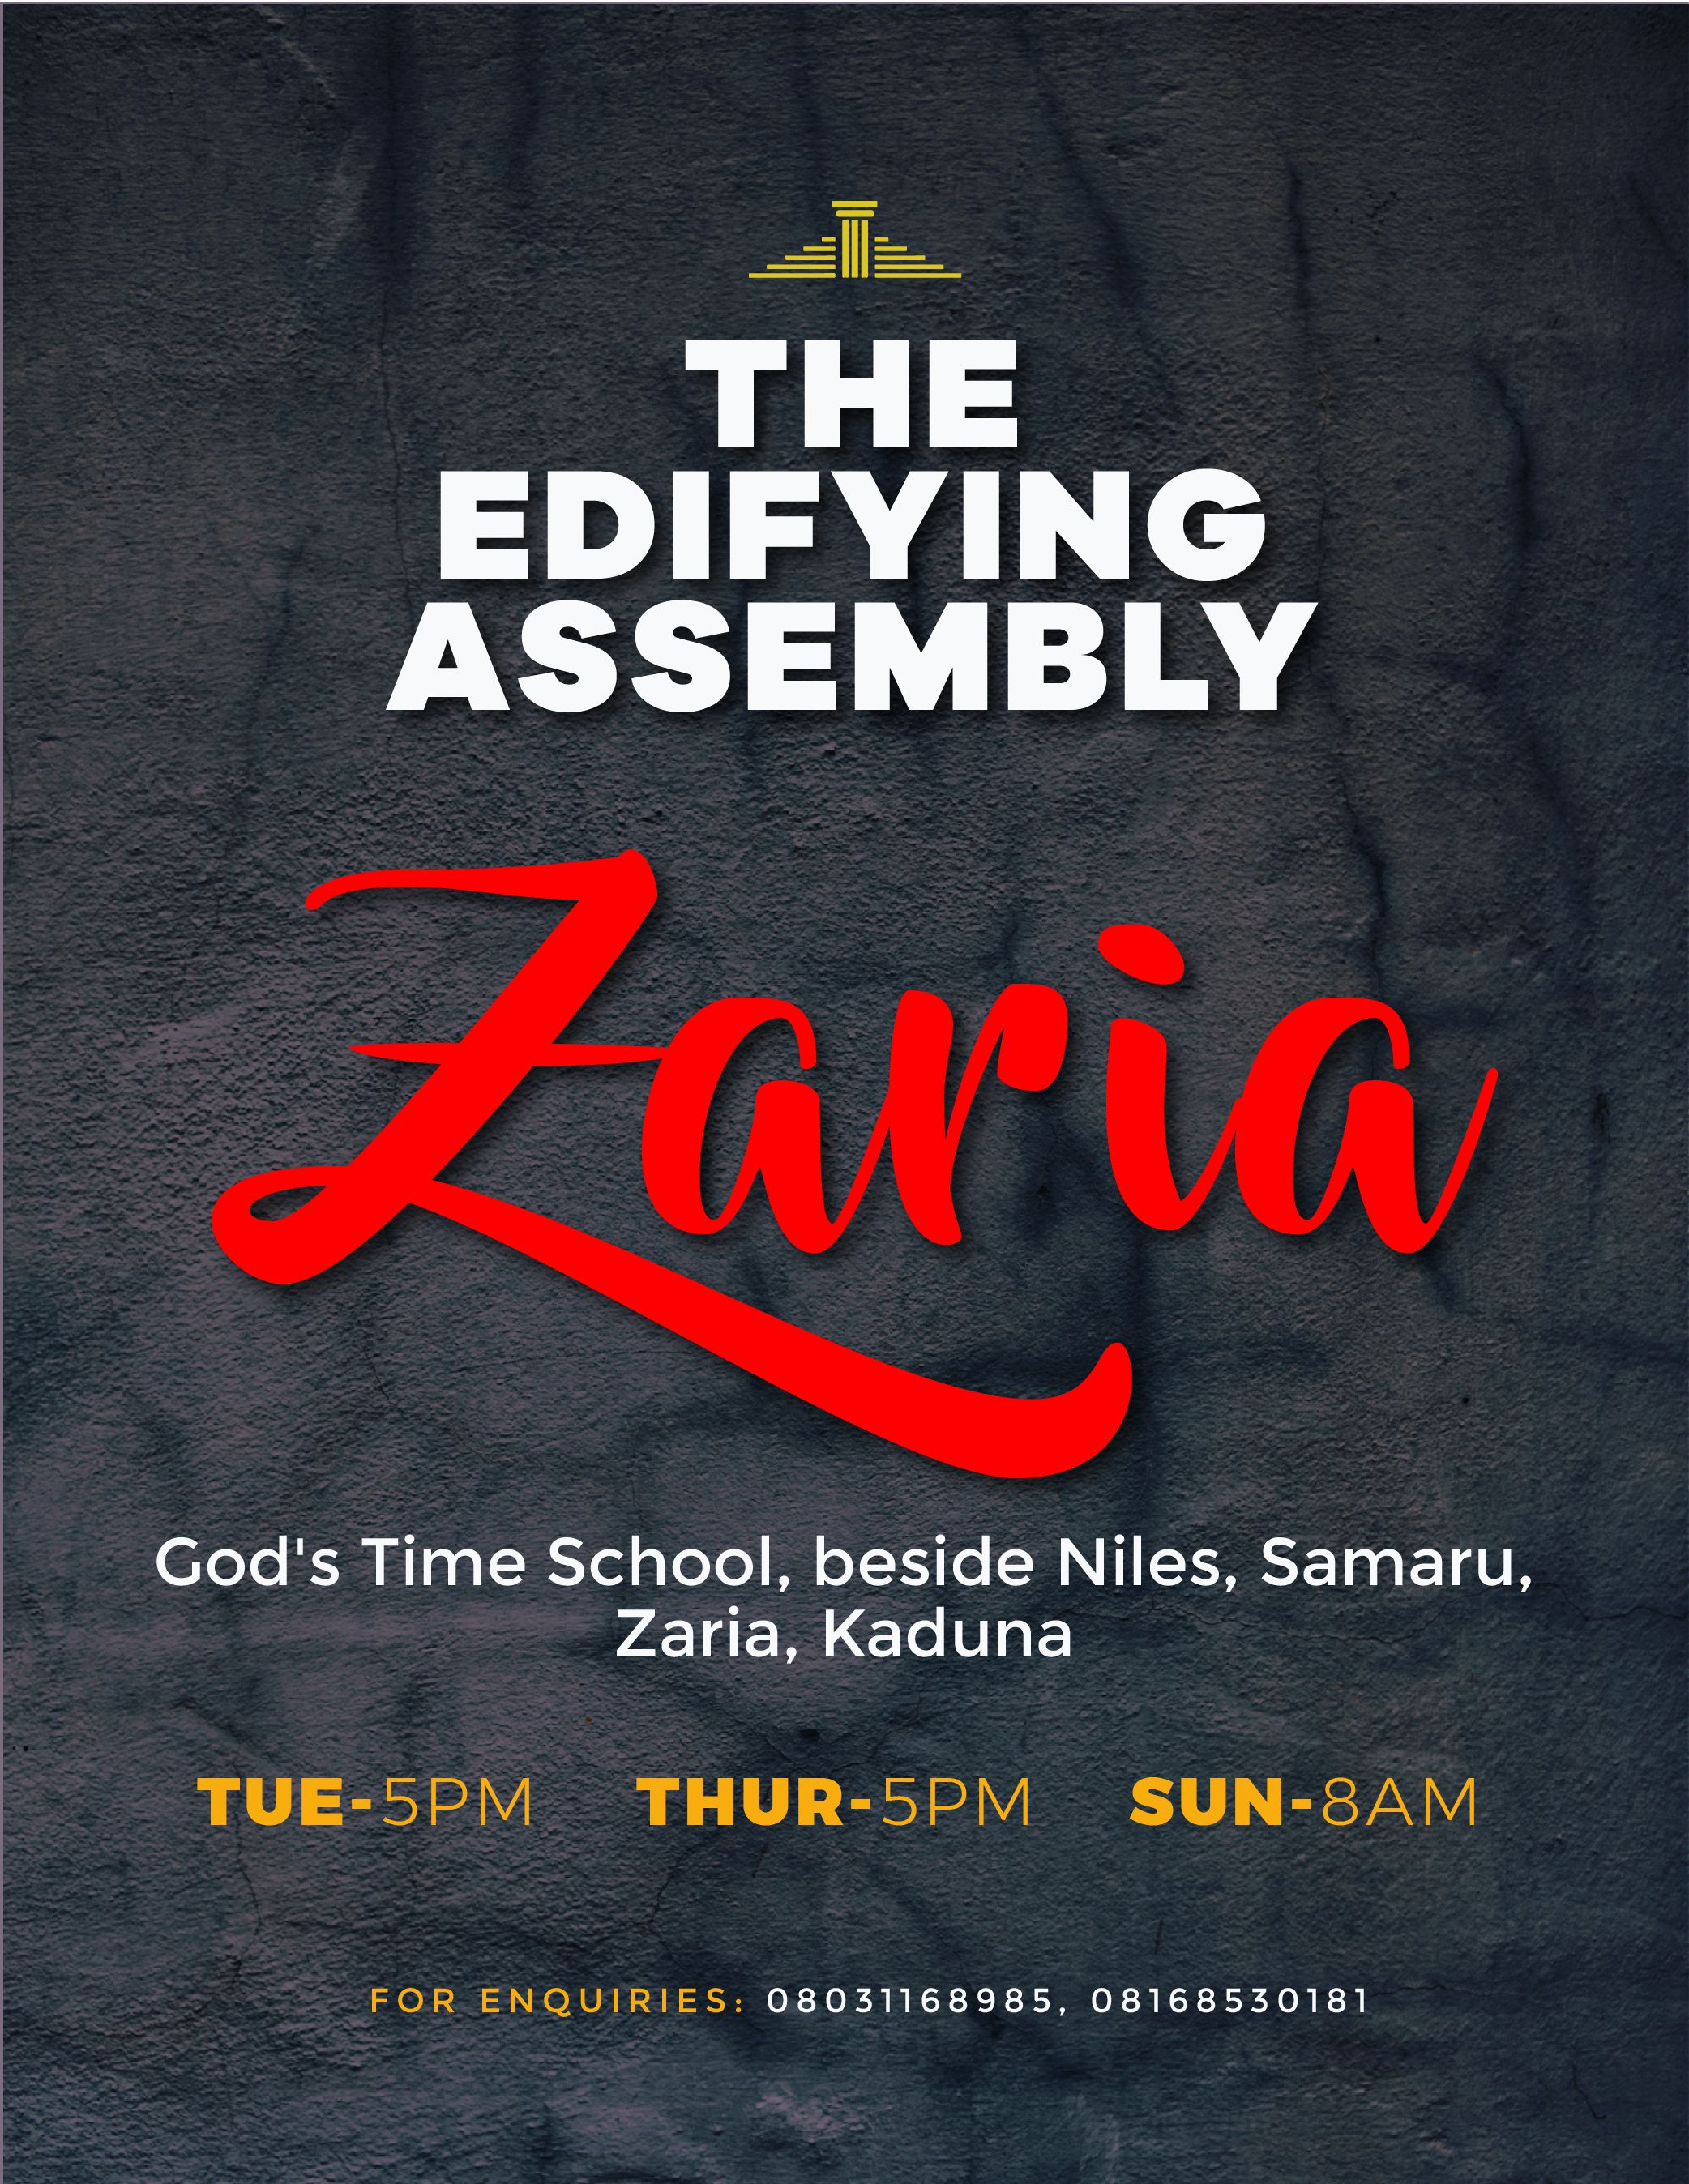 THE
EDIFYING
ASSEMBLY
Zaria
God's Time School, beside Niles, Samaru,
Zaria, Kaduna
TUE-5PM THUR-5PM SUN-8AM
FOR ENQUIRIES: 08031168985, 08168530181